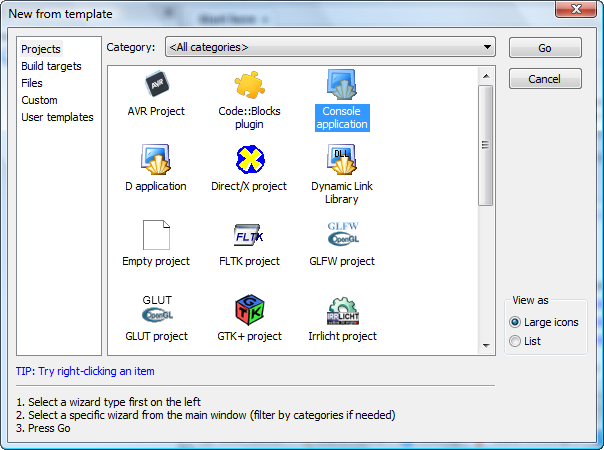 New from template
Projects
Build targets
Files
Custom
User templates
Category: <All categories>
Go
Cancel
AVR
AVR Project
Code::Blocks
plugin
Console
application
D application
Direct/X project
DLL
Dynamic Link
Library
Empty project
FLTK
FLTK project
GLFW
OpenGL
GLFW project
GLUT
OpenGL
GLUT project
GTK
GTK+ project
IRRLICHT
Irrlicht project
View as
Large icons
List
TIP: Try right-clicking an item
1. Select a wizard type first on the left
2. Select a specific wizard from the main window (filter by categories if needed)
3. Press Go